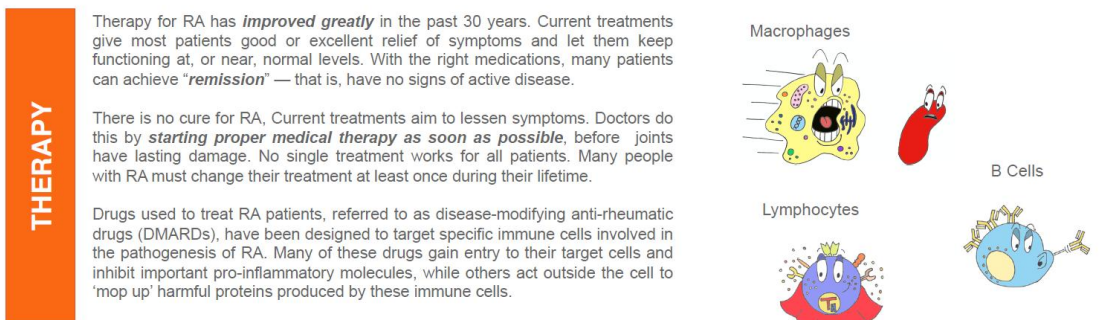 THERAPY
Therapy for RA has improved greatly in the past 30 years. Current treatments
give most patients good or excellent relief of symptoms and let them keep
functioning at, or near, normal levels. With the right medications, many patients
can achieve “remission” — that is, have no signs of active disease.
There is no cure for RA, Current treatments aim to lessen symptoms. Doctors do
this by starting proper medical therapy as soon as possible, before joints
have lasting damage. No single treatment works for all patients. Many people
with RA must change their treatment at least once during their lifetime.
Drugs used to treat RA patients, referred to as disease-modifying anti-rheumatic
drugs (DMARDs), have been designed to target specific immune cells involved in
the pathogenesis of RA. Many of these drugs gain entry to their target cells and
inhibit important pro-inflammatory molecules, while others act outside the cell to
‘mop up’ harmful proteins produced by these immune cells.
Macrophages
B Cells
Lymphocytes